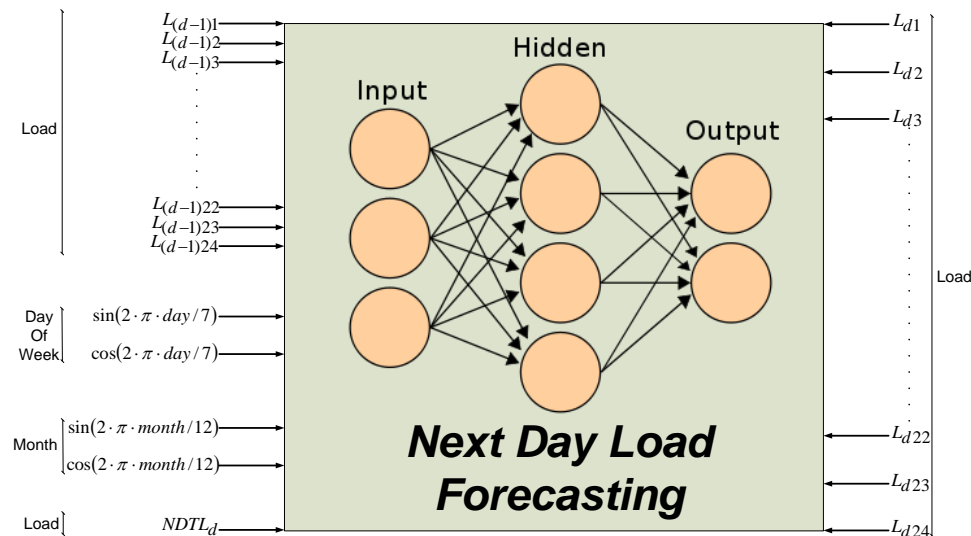 L(d−1)1
L(d−1)2
L(d−1)3
Load
L(d−1)22
L(d−1)23
L(d−1)24
Day
Of
Week
sin(2·π·day/7)
cos(2·π·day/7)
Month
sin(2·π·month/12)
cos(2·π·month/12)
Load
NDTLd
Input
Hidden
Output
Next Day Load
Forecasting
Ld1
Ld2
Ld3
Load
Ld22
Ld23
Ld24